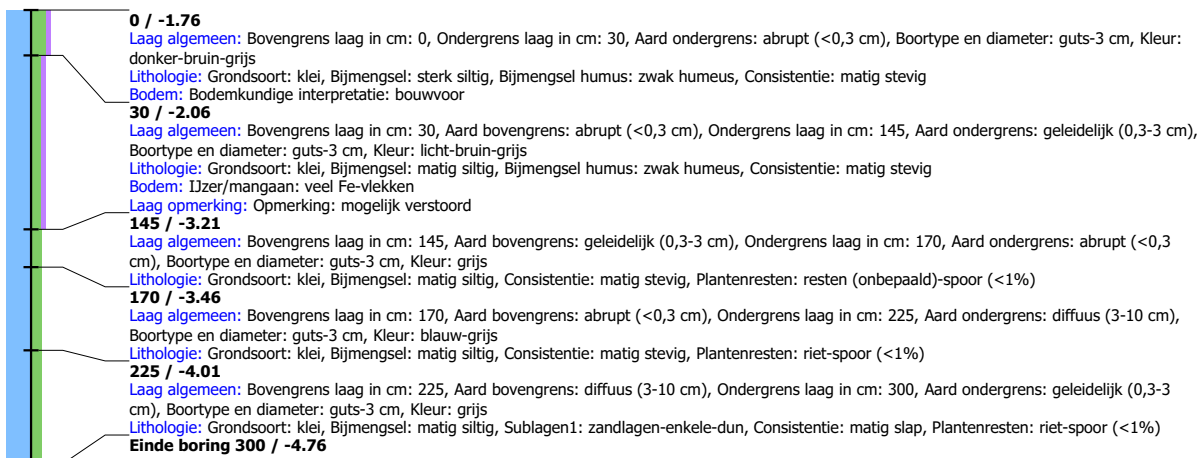 0 / -1.76
Laag algemeen: Bovengrens laag in cm: 0, Ondergrens laag in cm: 30, Aard ondergrens: abrupt (<0,3 cm), Boortype en diameter: guts-3 cm, Kleur:
donker-bruin-grijs
Lithologie: Grondsoort: klei, Bijmengsel: sterk siltig, Bijmengsel humus: zwak humeus, Consistentie: matig stevig
Bodem: Bodemkundige interpretatie: bouwvoor
30 / -2.06
Laag algemeen: Bovengrens laag in cm: 30, Aard bovengrens: abrupt (<0,3 cm), Ondergrens laag in cm: 145, Aard ondergrens: geleidelijk (0,3-3 cm),
Boortype en diameter: guts-3 cm, Kleur: licht-bruin-grijs
Lithologie: Grondsoort: klei, Bijmengsel: matig siltig, Bijmengsel humus: zwak humeus, Consistentie: matig stevig
Bodem: IJzer/mangaan: veel Fe-vlekken
Laag opmerking: Opmerking: mogelijk verstoord
145 / -3.21
Laag algemeen: Bovengrens laag in cm: 145, Aard bovengrens: geleidelijk (0,3-3 cm), Ondergrens laag in cm: 170, Aard ondergrens: abrupt (<0,3
cm), Boortype en diameter: guts-3 cm, Kleur: grijs
Lithologie: Grondsoort: klei, Bijmengsel: matig siltig, Consistentie: matig stevig, Plantenresten: resten (onbepaald)-spoor (<1%)
170 / -3.46
Laag algemeen: Bovengrens laag in cm: 170, Aard bovengrens: abrupt (<0,3 cm), Ondergrens laag in cm: 225, Aard ondergrens: diffuus (3-10 cm),
Boortype en diameter: guts-3 cm, Kleur: blauw-grijs
Lithologie: Grondsoort: klei, Bijmengsel: matig siltig, Consistentie: matig stevig, Plantenresten: riet-spoor (<1%)
225 / -4.01
Laag algemeen: Bovengrens laag in cm: 225, Aard bovengrens: diffuus (3-10 cm), Ondergrens laag in cm: 300, Aard ondergrens: geleidelijk (0,3-3
cm), Boortype en diameter: guts-3 cm, Kleur: grijs
Lithologie: Grondsoort: klei, Bijmengsel: matig siltig, Sublagen1: zandlagen-enkele-dun, Consistentie: matig slap, Plantenresten: riet-spoor (<1%)
Einde boring 300 / -4.76